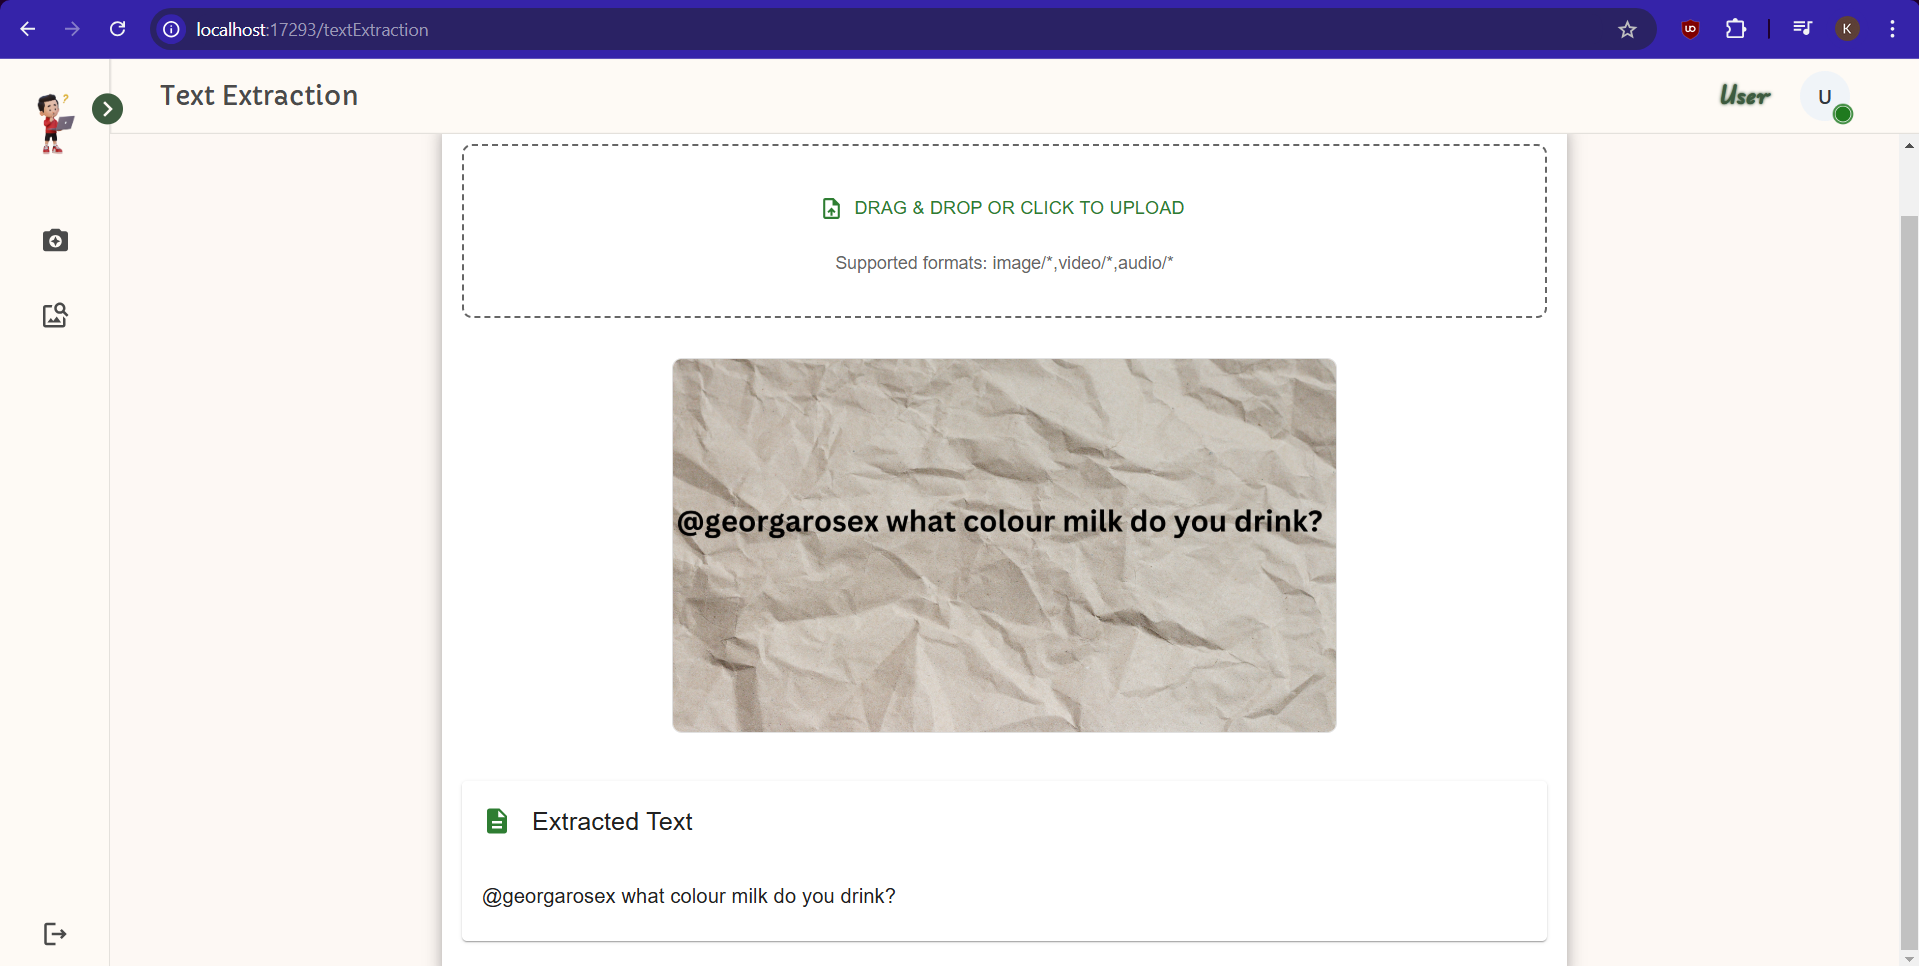 localhost:17293/textExtraction
K
Text Extraction
User
U
DRAG & DROP OR CLICK TO UPLOAD
Supported formats: image/*,video/*,audio/*
@georgarosex what colour milk do you drink?
Extracted Text
@georgarosex what colour milk do you drink?